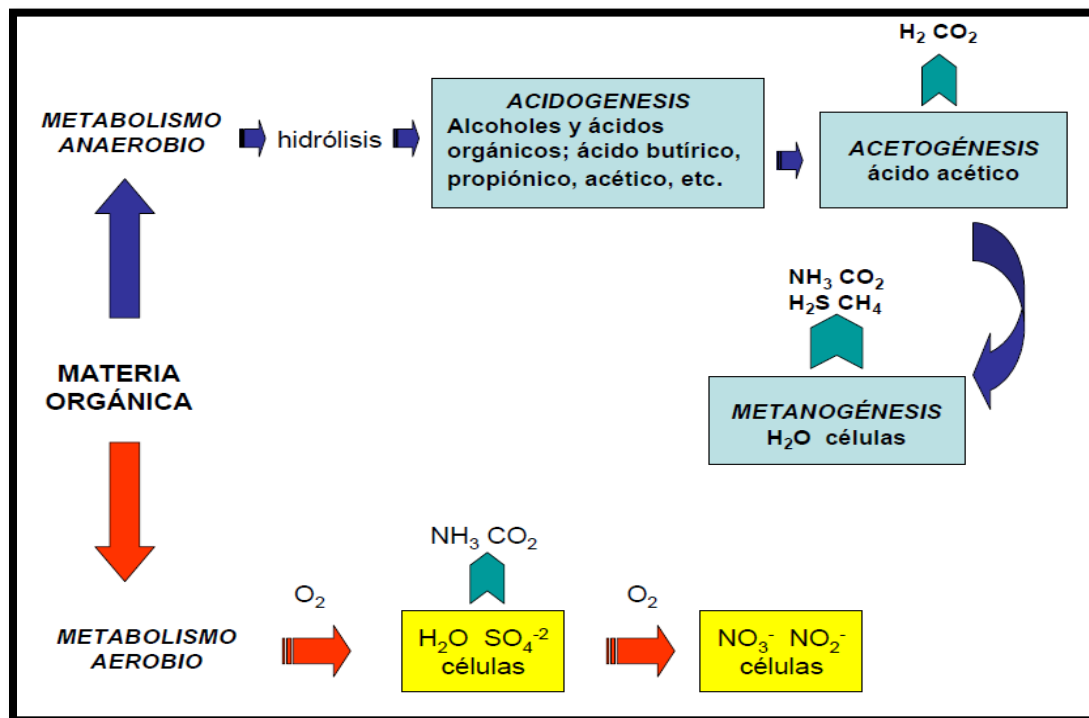 H₂ CO₂
METABOLISMO
ANAEROBIO
hidrólisis
ACIDOGENESIS
Alcoholes y ácidos
orgánicos; ácido butírico,
propiónico, acético, etc.
ACETOGÉNESIS
ácido acético
NH₃ CO₂
H₂S CH₄
METANOGÉNESIS
H₂O células
MATERIA
ORGÁNICA
METABOLISMO
AEROBIO
O₂
NH₃ CO₂
H₂O SO₄⁻²
células
O₂
NO₃⁻ NO₂⁻
células